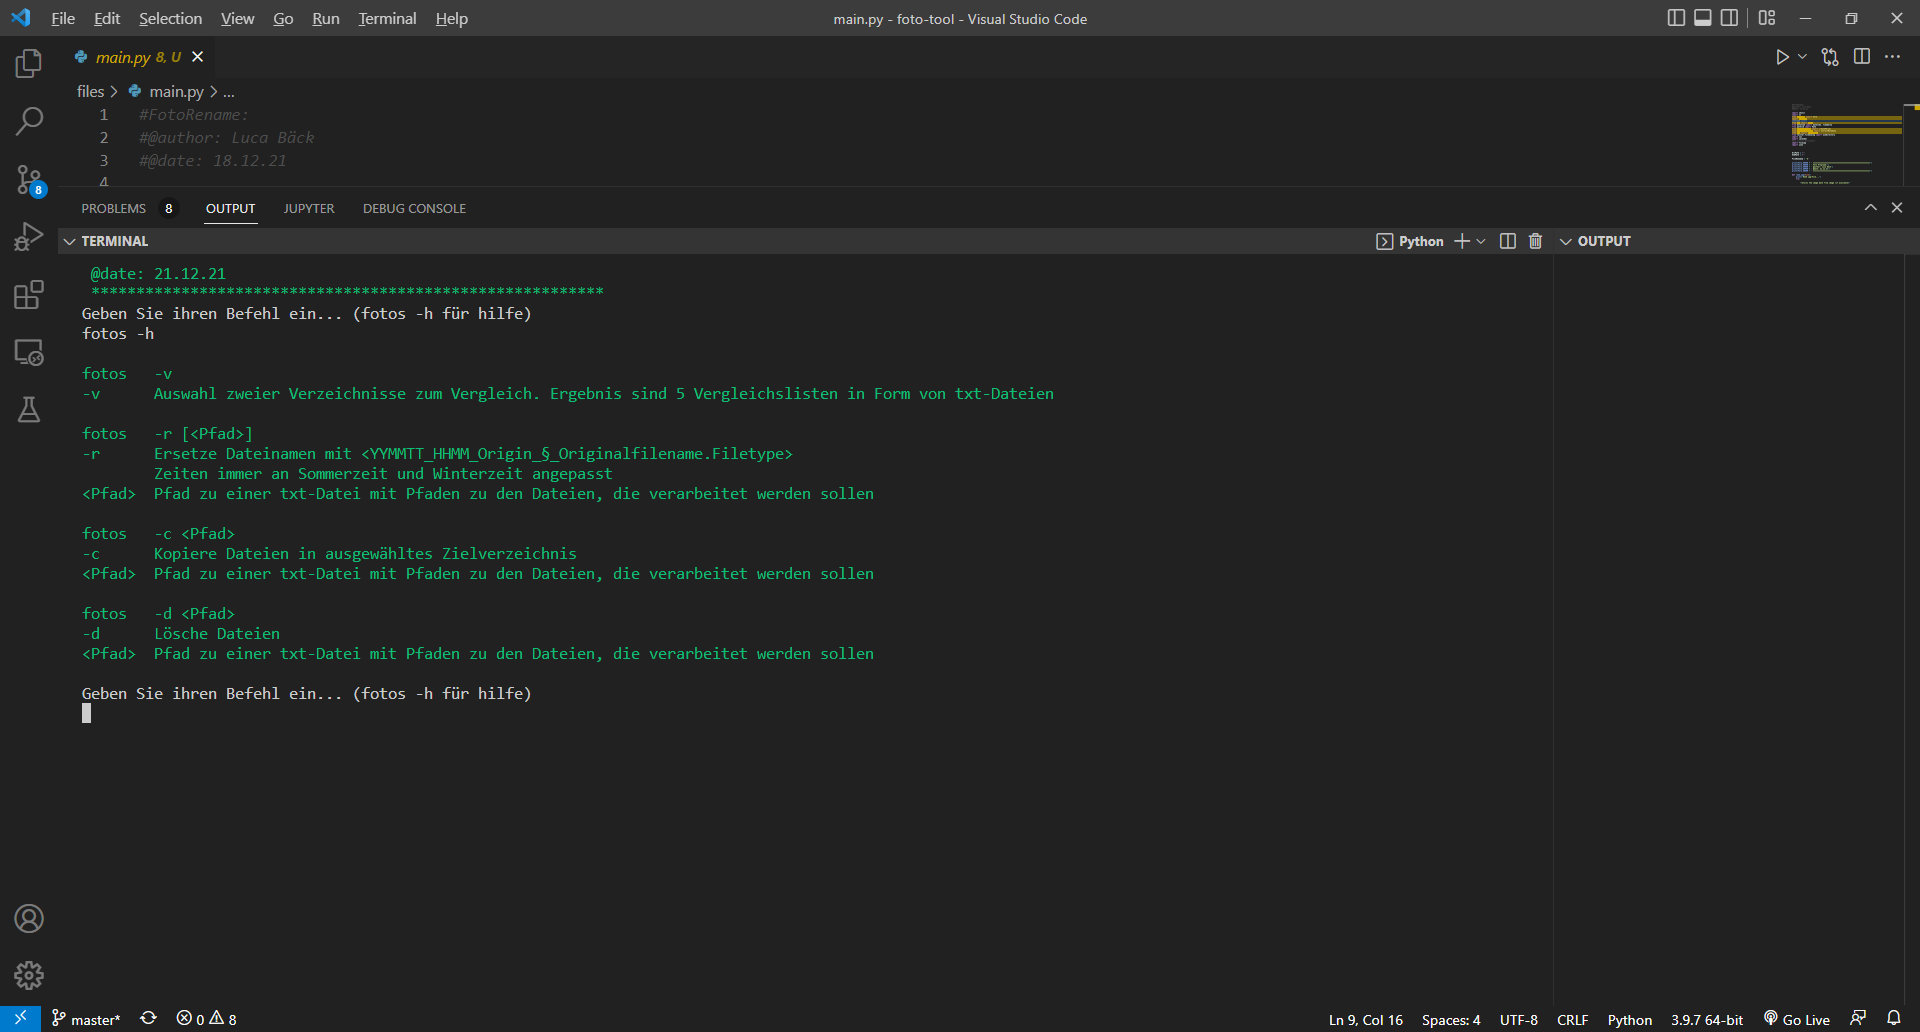 File Edit Selection View Go Run Terminal Help main.py - foto-tool - Visual Studio Code
main.py 8, U
files > main.py > ...
1 #FotoRename:
2 #@author: Luca Bäck
3 #@date: 18.12.21
4
8
PROBLEMS 8 OUTPUT JUPYTER DEBUG CONSOLE
TERMINAL Python OUTPUT
@date: 21.12.21
*********************************************************
Geben Sie ihren Befehl ein... (fotos -h für hilfe)
fotos -h
fotos -v
-v Auswahl zweier Verzeichnisse zum Vergleich. Ergebnis sind 5 Vergleichslisten in Form von txt-Dateien
fotos -r [<Pfad>]
-r Ersetze Dateinamen mit <YYMMTT_HHMM_Origin_§_Originalfilename.Filetype>
Zeiten immer an Sommerzeit und Winterzeit angepasst
<Pfad> Pfad zu einer txt-Datei mit Pfaden zu den Dateien, die verarbeitet werden sollen
fotos -c <Pfad>
-c Kopiere Dateien in ausgewähltes Zielverzeichnis
<Pfad> Pfad zu einer txt-Datei mit Pfaden zu den Dateien, die verarbeitet werden sollen
fotos -d <Pfad>
-d Lösche Dateien
<Pfad> Pfad zu einer txt-Datei mit Pfaden zu den Dateien, die verarbeitet werden sollen
Geben Sie ihren Befehl ein... (fotos -h für hilfe)
master* 0 8 Ln 9, Col 16 Spaces: 4 UTF-8 CRLF Python 3.9.7 64-bit Go Live